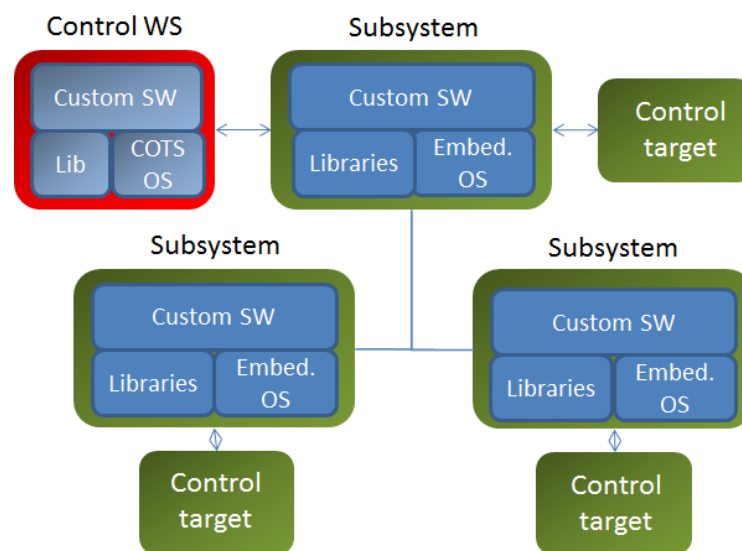 Control WS
Subsystem
Custom SW
Lib
COTS
OS
Custom SW
Libraries
Embed.
OS
Control
target
Subsystem
Subsystem
Custom SW
Libraries
Embed.
OS
Custom SW
Libraries
Embed.
OS
Control
target
Control
target